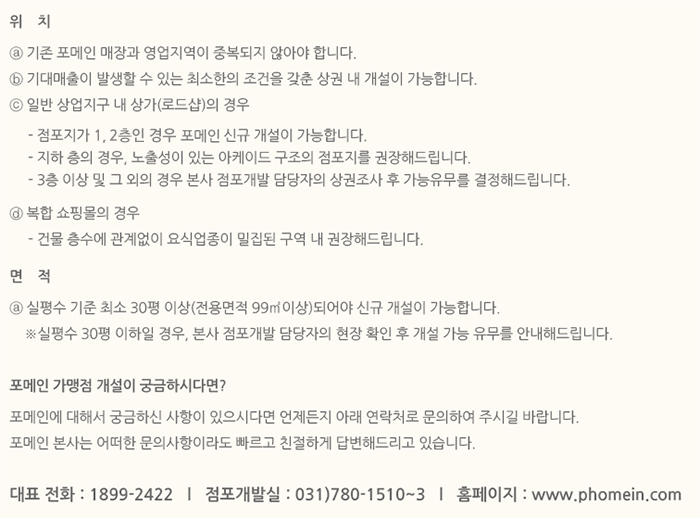 위 치
ⓐ 기존 포메인 매장과 영업지역이 중복되지 않아야 합니다.
ⓑ 기대매출이 발생할 수 있는 최소한의 조건을 갖춘 상권 내 개설이 가능합니다.
ⓒ 일반 상업지구 내 상가(로드샵)의 경우
- 점포지가 1, 2층인 경우 포메인 신규 개설이 가능합니다.
- 지하 층의 경우, 노출성이 있는 아케이드 구조의 점포지를 권장해드립니다.
- 3층 이상 및 그 외의 경우 본사 점포개발 담당자의 상권조사 후 가능유무를 결정해드립니다.
ⓓ 복합 쇼핑몰의 경우
- 건물 층수에 관계없이 요식업종이 밀집된 구역 내 권장해드립니다.
면 적
ⓐ 실평수 기준 최소 30평 이상(전용면적 99㎡이상)되어야 신규 개설이 가능합니다.
※실평수 30평 이하일 경우, 본사 점포개발 담당자의 현장 확인 후 개설 가능 유무를 안내해드립니다.
포메인 가맹점 개설이 궁금하시다면?
포메인에 대해서 궁금하신 사항이 있으시다면 언제든지 아래 연락처로 문의하여 주시길 바랍니다.
포메인 본사는 어떠한 문의사항이라도 빠르고 친절하게 답변해드리고 있습니다.
대표 전화 : 1899-2422 l 점포개발실 : 031)780-1510~3 l 홈페이지 : www.phomein.com